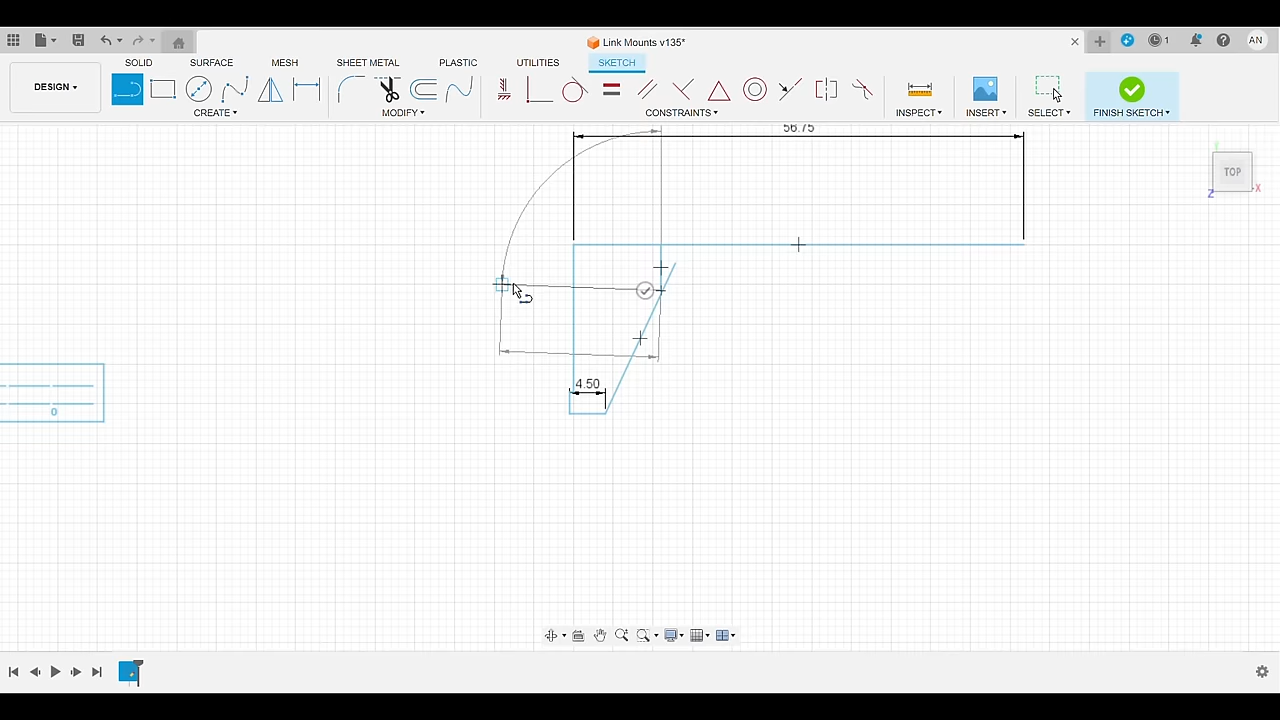 Link Mounts v135*
1
AN
DESIGN
SOLID
SURFACE
MESH
SHEET METAL
PLASTIC
UTILITIES
SKETCH
CREATE
MODIFY
CONSTRAINTS
INSPECT
INSERT
SELECT
FINISH SKETCH
56.75
Y
TOP
X
Z
4.50
0